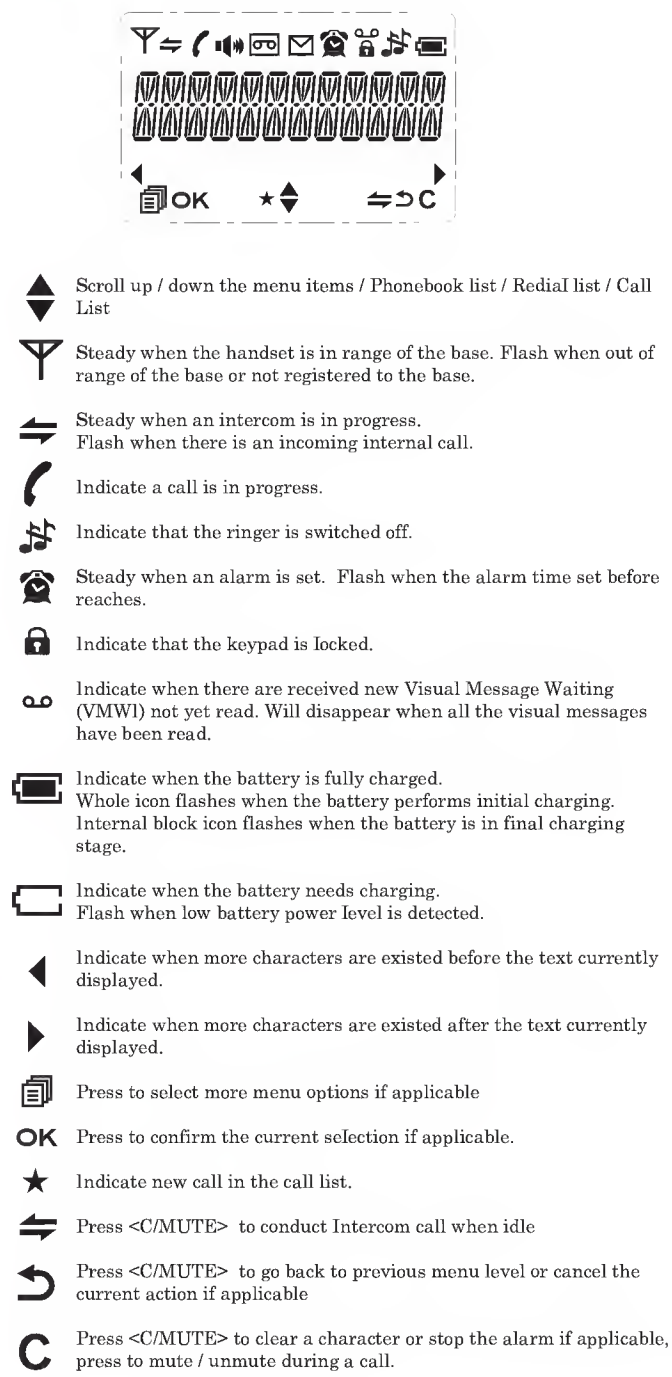 OK C
Scroll up / down the menu items / Phonebook list / Redial list / Call
List
Steady when the handset is in range of the base. Flash when out of
range of the base or not registered to the base.
Steady when an intercom is in progress.
Flash when there is an incoming internal call.
Indicate a call is in progress.
Indicate that the ringer is switched off.
Steady when an alarm is set. Flash when the alarm time set before
reaches.
Indicate that the keypad is locked.
Indicate when there are received new Visual Message Waiting
(VMWI) not yet read. Will disappear when all the visual messages
have been read.
Indicate when the battery is fully charged.
Whole icon flashes when the battery performs initial charging.
Internal block icon flashes when the battery is in final charging
stage.
Indicate when the battery needs charging.
Flash when low battery power level is detected.
Indicate when more characters are existed before the text currently
displayed.
Indicate when more characters are existed after the text currently
displayed.
Press to select more menu options if applicable
OK Press to confirm the current selection if applicable.
Indicate new call in the call list.
Press <C/MUTE> to conduct Intercom call when idle
Press <C/MUTE> to go back to previous menu level or cancel the
current action if applicable
C Press <C/MUTE> to clear a character or stop the alarm if applicable,
press to mute / unmute during a call.